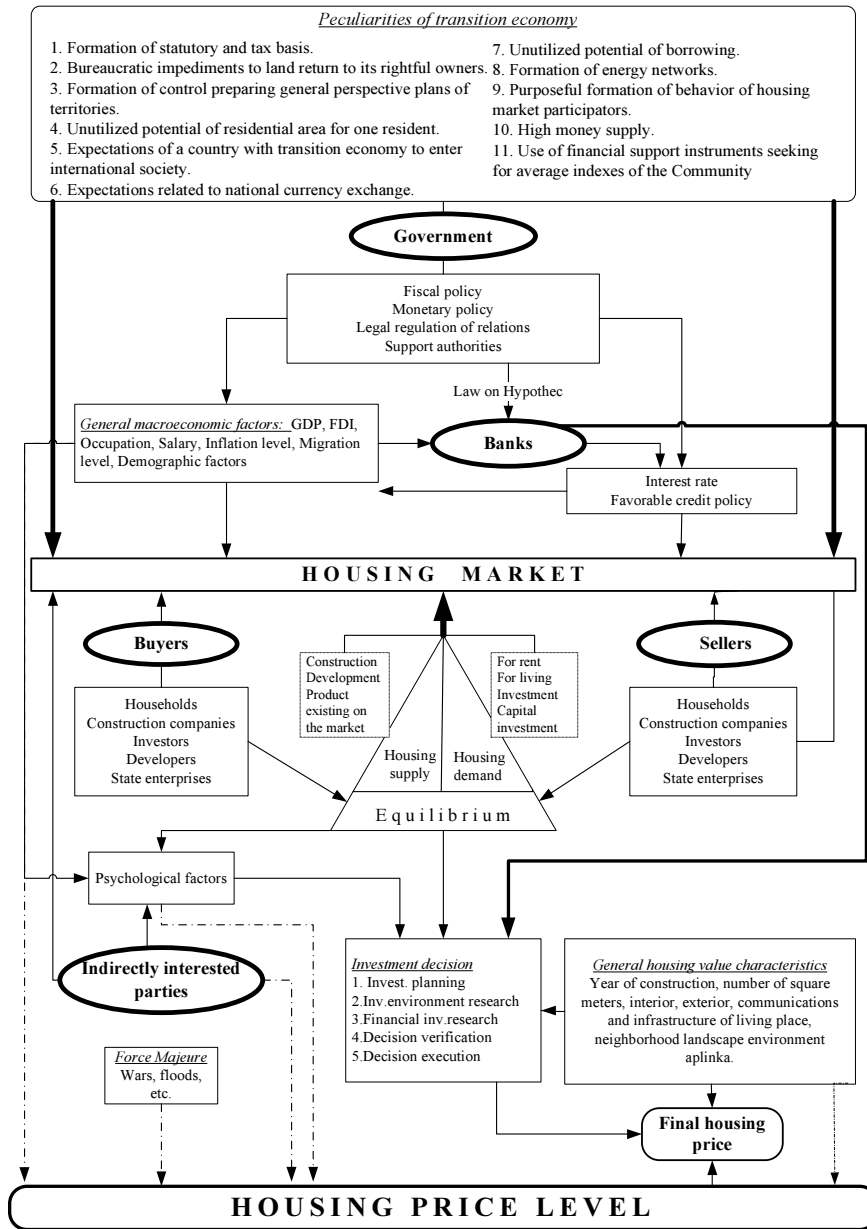 Peculiarities of transition economy
1. Formation of statutory and tax basis.
2. Bureaucratic impediments to land return to its rightful owners.
3. Formation of control preparing general perspective plans of
territories.
4. Unutilized potential of residential area for one resident.
5. Expectations of a country with transition economy to enter
international society.
6. Expectations related to national currency exchange.
7. Unutilized potential of borrowing.
8. Formation of energy networks.
9. Purposeful formation of behavior of housing
market participators.
10. High money supply.
11. Use of financial support instruments seeking
for average indexes of the Community
Government
Fiscal policy
Monetary policy
Legal regulation of relations
Support authorities
Law on Hypothec
General macroeconomic factors: GDP, FDI,
Occupation, Salary, Inflation level, Migration
level, Demographic factors
Banks
Interest rate
Favorable credit policy
HOUSING MARKET
Buyers
Sellers
Construction
Development
Product
existing on
the market
For rent
For living
Investment
Capital
investment
Households
Construction companies
Investors
Developers
State enterprises
Housing
supply
Housing
demand
Households
Construction companies
Investors
Developers
State enterprises
Equilibrium
Psychological factors
Indirectly interested
parties
Investment decision
1. Invest. planning
2.Inv.environment research
3.Financial inv.research
4.Decision verification
5.Decision execution
General housing value characteristics
Year of construction, number of square
meters, interior, exterior, communications
and infrastructure of living place,
neighborhood landscape environment
aplinka.
Force Majeure
Wars, floods,
etc.
Final housing
price
HOUSING PRICE LEVEL